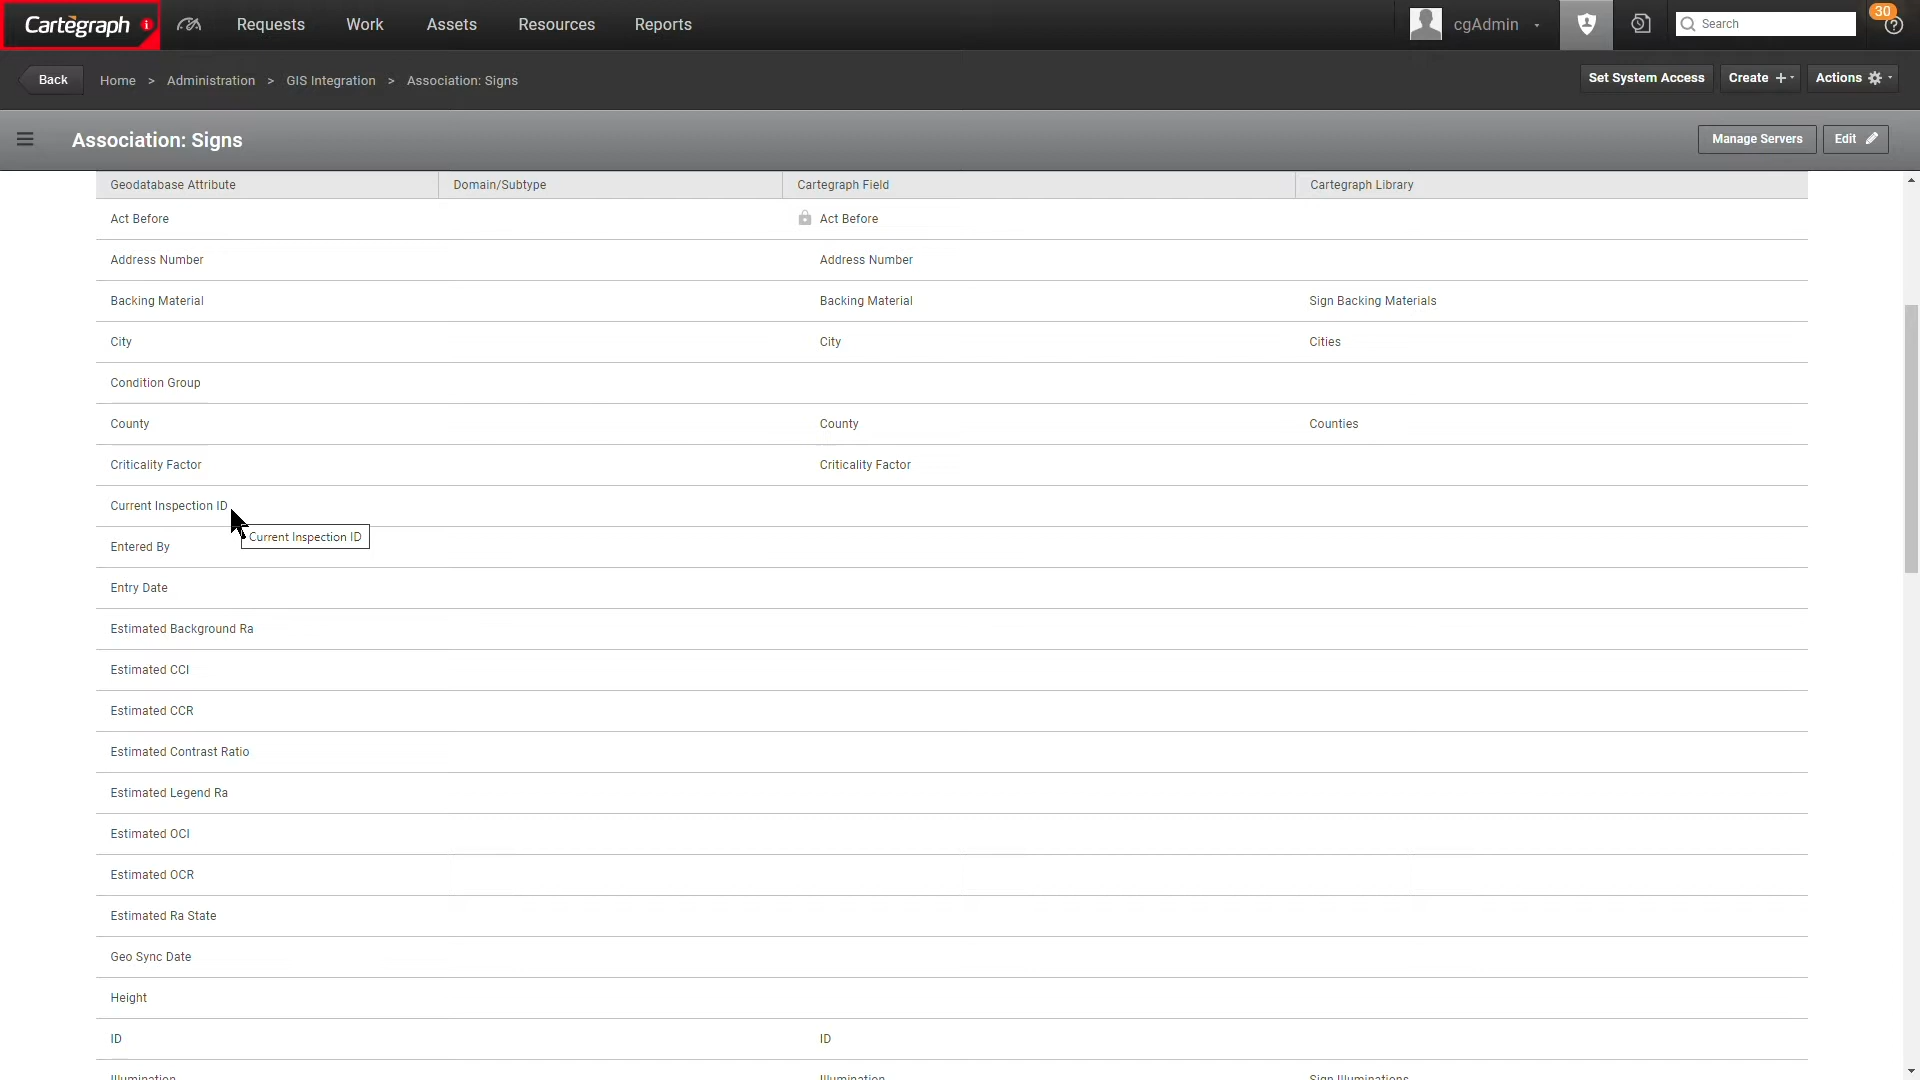 Cartëgraph Requests Work Assets Resources Reports cgAdmin Search 30
Back Home > Administration > GIS Integration > Association: Signs Set System Access Create + Actions
Association: Signs Manage Servers Edit
Geodatabase Attribute Domain/Subtype Cartegraph Field Cartegraph Library
Act Before Act Before
Address Number Address Number
Backing Material Backing Material Sign Backing Materials
City City Cities
Condition Group
County County Counties
Criticality Factor Criticality Factor
Current Inspection ID
Current Inspection ID
Entered By
Entry Date
Estimated Background Ra
Estimated CCI
Estimated CCR
Estimated Contrast Ratio
Estimated Legend Ra
Estimated OCI
Estimated OCR
Estimated Ra State
Geo Sync Date
Height
ID ID
Illumination Illumination Sign Illuminations